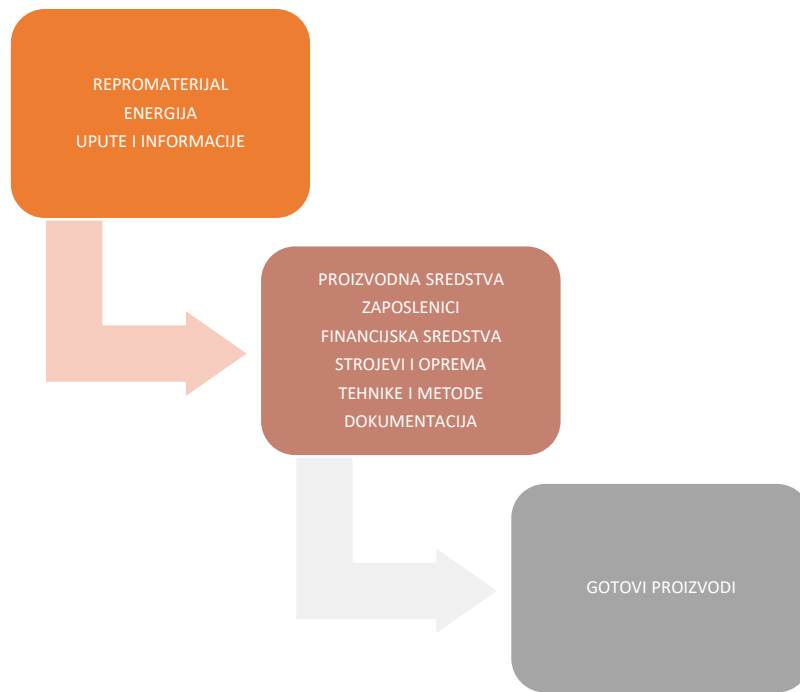 REPROMATERIJAL
ENERGIJA
UPUTE I INFORMACIJE
PROIZVODNA SREDSTVA
ZAPOSLENICI
FINANCIJSKA SREDSTVA
STROJEVI I OPREMA
TEHNIKE I METODE
DOKUMENTACIJA
GOTOVI PROIZVODI